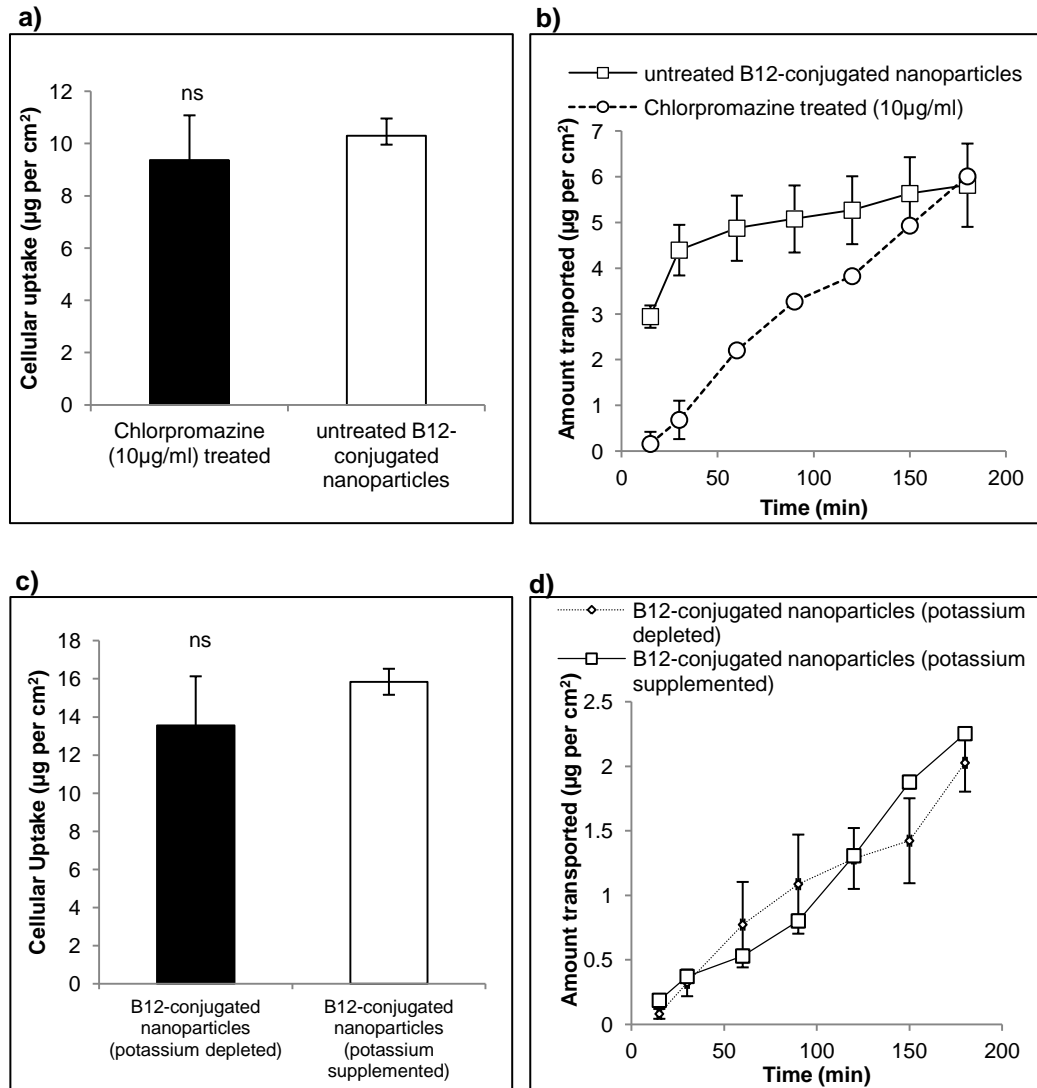 a)
ns
12
10
8
6
4
2
0
Cellular uptake (µg per cm²)
Chlorpromazine
(10µg/ml) treated
untreated B12-
conjugated
nanoparticles
b)
untreated B12-conjugated nanoparticles
Chlorpromazine treated (10µg/ml)
7
6
5
4
3
2
1
0
Amount tranported (µg per cm²)
0 50 100 150 200
Time (min)
c)
ns
18
16
14
12
10
8
6
4
2
0
Cellular Uptake (µg per cm²)
B12-conjugated
nanoparticles
(potassium depleted)
B12-conjugated
nanoparticles
(potassium
supplemented)
d)
B12-conjugated nanoparticles (potassium
depleted)
B12-conjugated nanoparticles (potassium
supplemented)
2.5
2
1.5
1
0.5
0
Amount transported (µg per cm²)
0 50 100 150 200
Time (min)